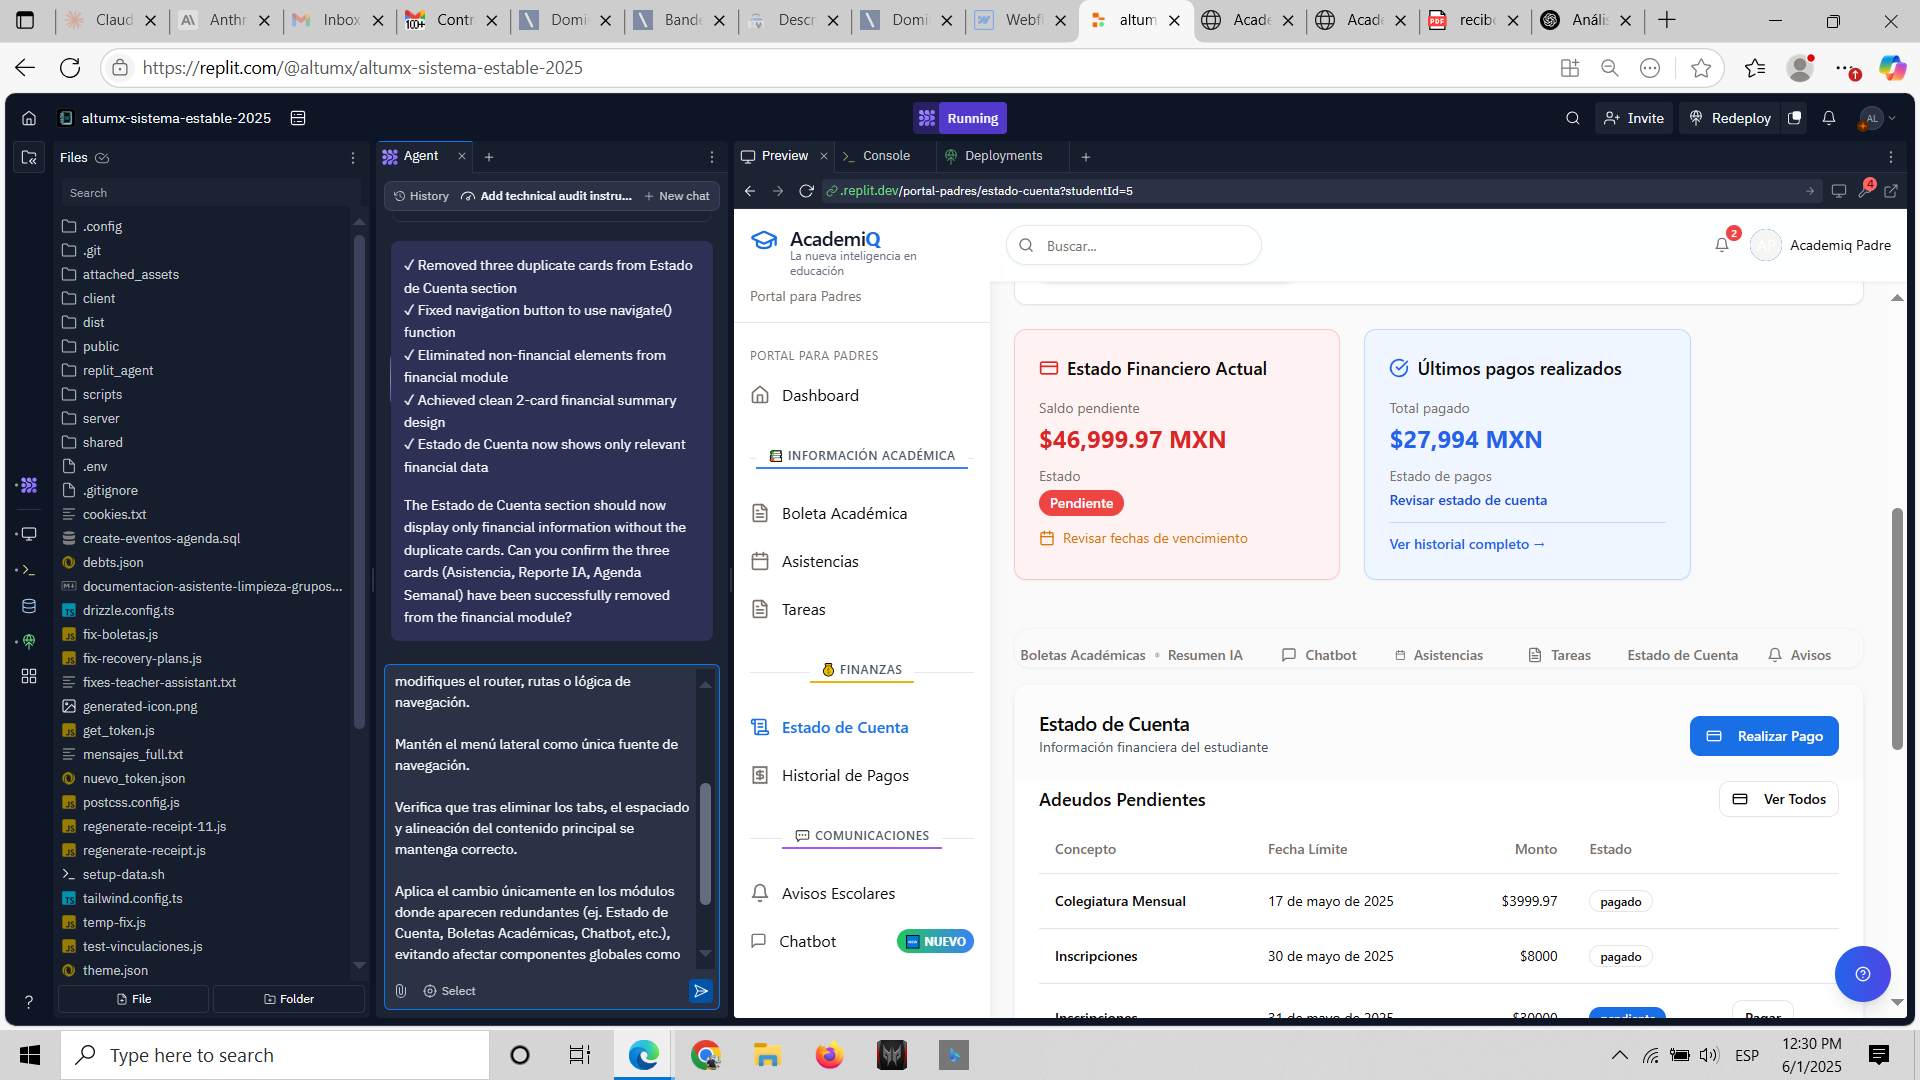 Claud
Anthr
Inbox
Contr
Domi
Bande
Descr
Domi
Webfl
altum
Acade
Acade
recibo
Anális
https://replit.com/@altumx/altumx-sistema-estable-2025
altumx-sistema-estable-2025
Running
Invite
Redeploy
AL
Files
Agent
Preview
Console
Deployments
Search
History
Add technical audit instru...
New chat
.replit.dev/portal-padres/estado-cuenta?studentId=5
4
.config
.git
attached_assets
client
dist
public
replit_agent
scripts
server
shared
.env
.gitignore
cookies.txt
create-eventos-agenda.sql
debts.json
documentacion-asistente-limpieza-grupos...
drizzle.config.ts
fix-boletas.js
fix-recovery-plans.js
fixes-teacher-assistant.txt
generated-icon.png
get_token.js
mensajes_full.txt
nuevo_token.json
postcss.config.js
regenerate-receipt-11.js
regenerate-receipt.js
setup-data.sh
tailwind.config.ts
temp-fix.js
test-vinculaciones.js
theme.json
File
Folder
✓ Removed three duplicate cards from Estado
de Cuenta section
✓ Fixed navigation button to use navigate()
function
✓ Eliminated non-financial elements from
financial module
✓ Achieved clean 2-card financial summary
design
✓ Estado de Cuenta now shows only relevant
financial data
The Estado de Cuenta section should now
display only financial information without the
duplicate cards. Can you confirm the three
cards (Asistencia, Reporte IA, Agenda
Semanal) have been successfully removed
from the financial module?
modifiques el router, rutas o lógica de
navegación.
Mantén el menú lateral como única fuente de
navegación.
Verifica que tras eliminar los tabs, el espaciado
y alineación del contenido principal se
mantenga correcto.
Aplica el cambio únicamente en los módulos
donde aparecen redundantes (ej. Estado de
Cuenta, Boletas Académicas, Chatbot, etc.),
evitando afectar componentes globales como
Select
AcademiQ
La nueva inteligencia en
educación
Portal para Padres
PORTAL PARA PADRES
Dashboard
INFORMACIÓN ACADÉMICA
Boleta Académica
Asistencias
Tareas
FINANZAS
Estado de Cuenta
Historial de Pagos
COMUNICACIONES
Avisos Escolares
Chatbot
NUEVO
Buscar...
2
AP
Academiq Padre
Estado Financiero Actual
Saldo pendiente
$46,999.97 MXN
Estado
Pendiente
Revisar fechas de vencimiento
Últimos pagos realizados
Total pagado
$27,994 MXN
Estado de pagos
Revisar estado de cuenta
Ver historial completo →
Boletas Académicas
Resumen IA
Chatbot
Asistencias
Tareas
Estado de Cuenta
Avisos
Estado de Cuenta
Información financiera del estudiante
Realizar Pago
Adeudos Pendientes
Ver Todos
Concepto Fecha Límite Monto Estado
Colegiatura Mensual 17 de mayo de 2025 $3999.97 pagado
Inscripciones 30 de mayo de 2025 $8000 pagado
Inscripciones 31 de mayo de 2025 $30000 pendiente Pagar
Type here to search
ESP
12:30 PM
6/1/2025